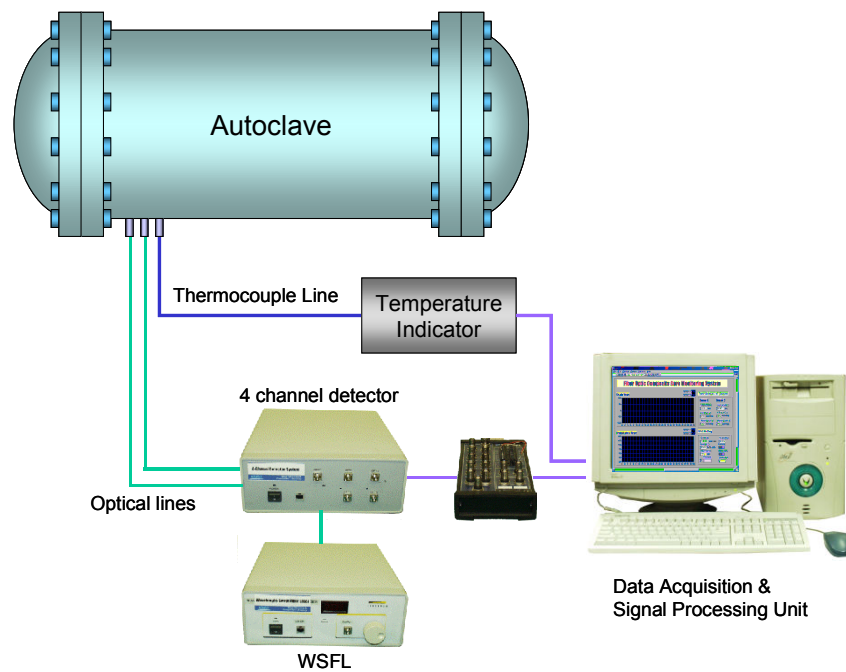 Autoclave
Thermocouple Line
Temperature
Indicator
4 channel detector
Fiber Optic Composite Cure Monitoring System
Optical lines
Data Acquisition &
Signal Processing Unit
WSFL